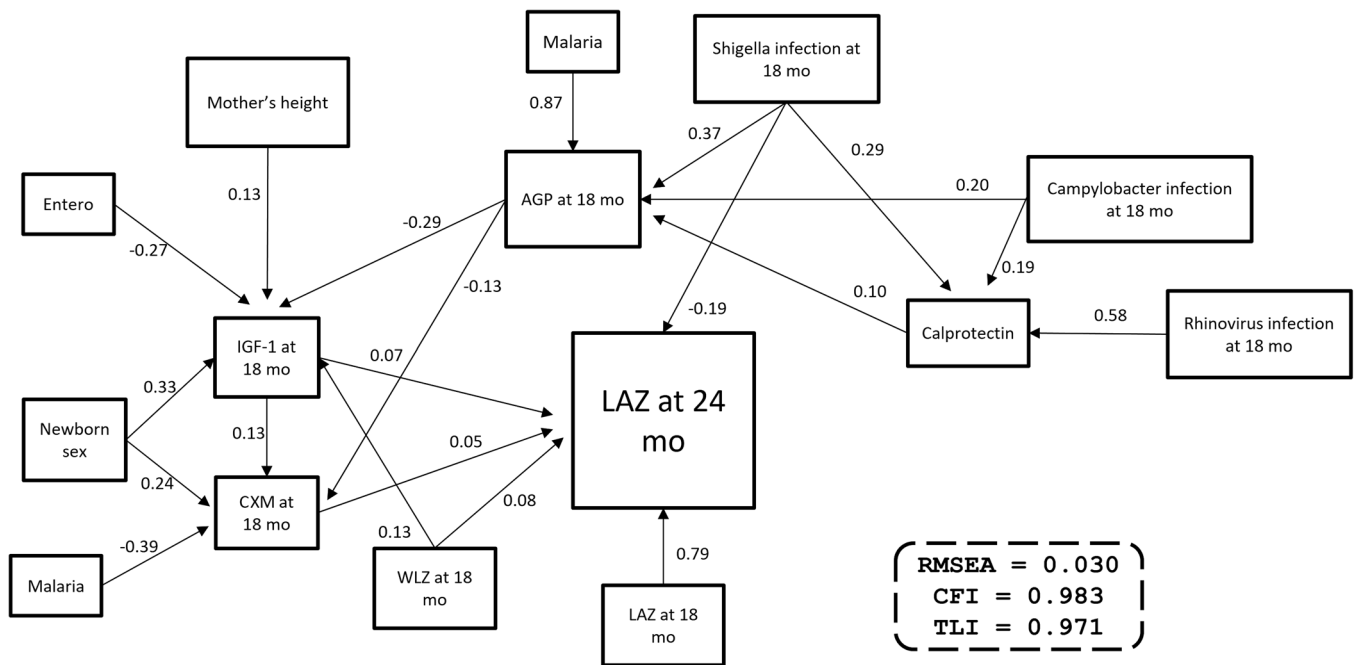 Malaria
Shigella infection at
18 mo
Mother's height
0.87
0.37
0.29
0.13
AGP at 18 mo
0.20
Campylobacter infection
at 18 mo
Entero
-0.29
-0.27
0.19
-0.13
0.10
-0.19
Calprotectin
0.58
Rhinovirus infection
at 18 mo
IGF-1 at
18 mo
0.07
0.33
LAZ at 24
mo
Newborn
sex
0.13
0.05
0.24
CXM at
18 mo
0.08
0.13
-0.39
Malaria
WLZ at 18
mo
0.79
LAZ at 18
mo
RMSEA = 0.030
CFI = 0.983
TLI = 0.971